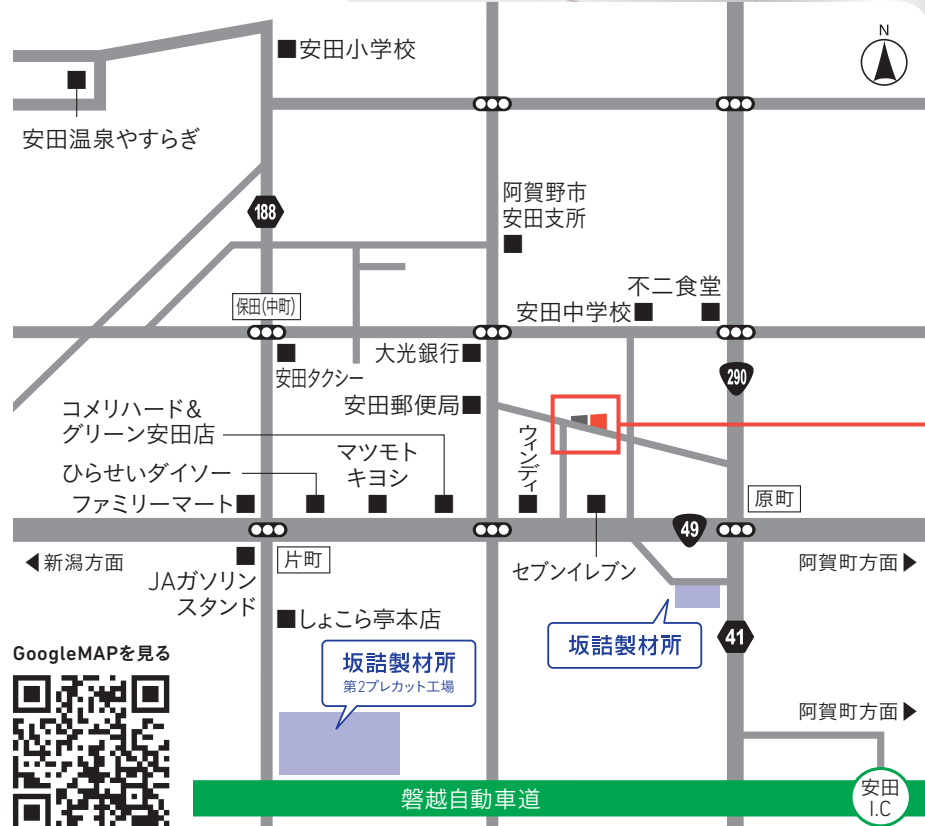 N
■安田小学校
安田温泉やすらぎ
188
阿賀野市
安田支所
不二食堂
安田中学校
保田(中町)
安田タクシー
大光銀行
290
安田郵便局
コメリハード&
グリーン安田店
マツモト
キヨシ
ウィンディ
ひらせいダイソー
ファミリーマート
原町
49
◀新潟方面
片町
JAガソリン
スタンド
セブンイレブン
阿賀町方面▶
しょこら亭本店
坂詰製材所
41
GoogleMAPを見る
坂詰製材所
第2プレカット工場
阿賀町方面▶
磐越自動車道
安田
I.C